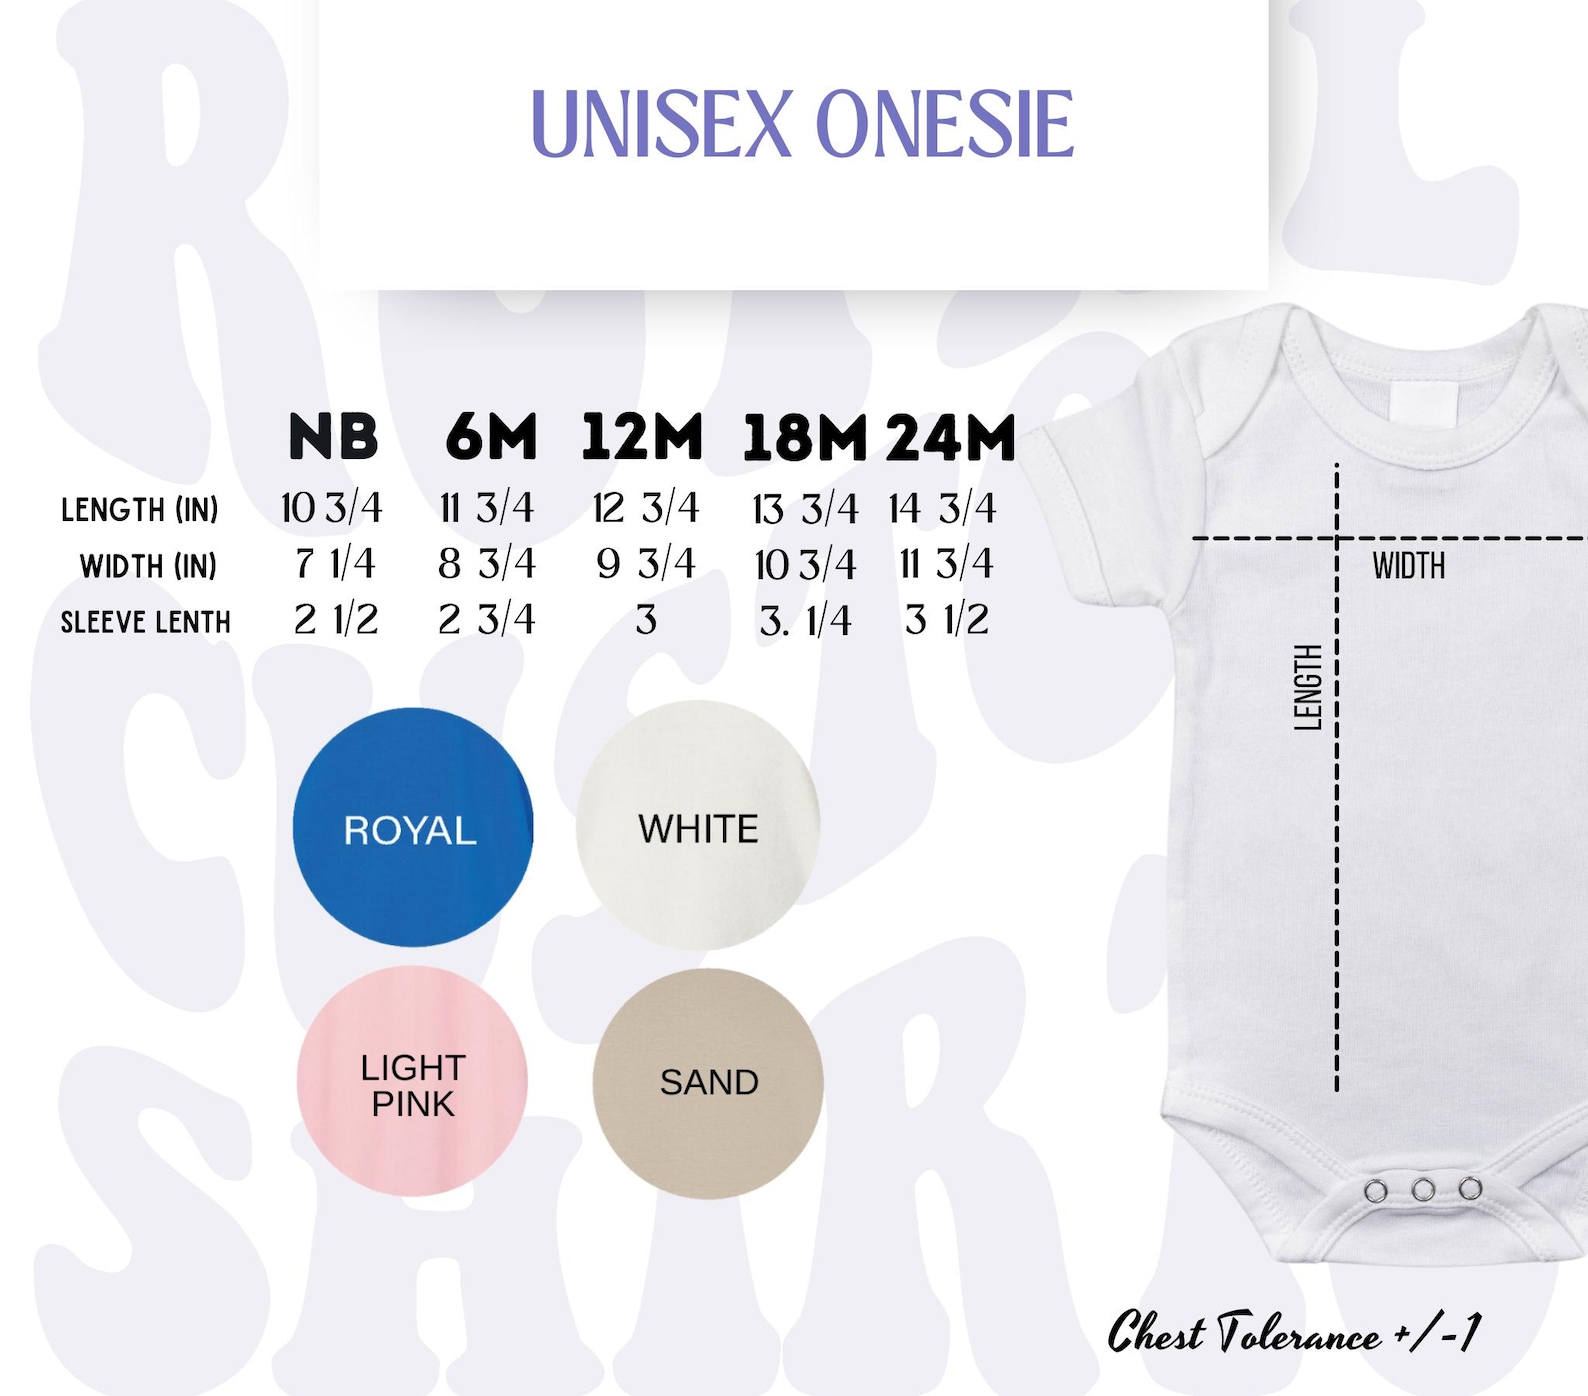 UNISEX ONESIE
NB 6M 12M 18M 24M
LENGTH (IN) 10 3/4 11 3/4 12 3/4 13 3/4 14 3/4
WIDTH (IN) 7 1/4 8 3/4 9 3/4 10 3/4 11 3/4
SLEEVE LENTH 2 1/2 2 3/4 3 3. 1/4 3 1/2
WIDTH
LENGTH
ROYAL
WHITE
LIGHT
PINK
SAND
Chest Tolerance +/-1